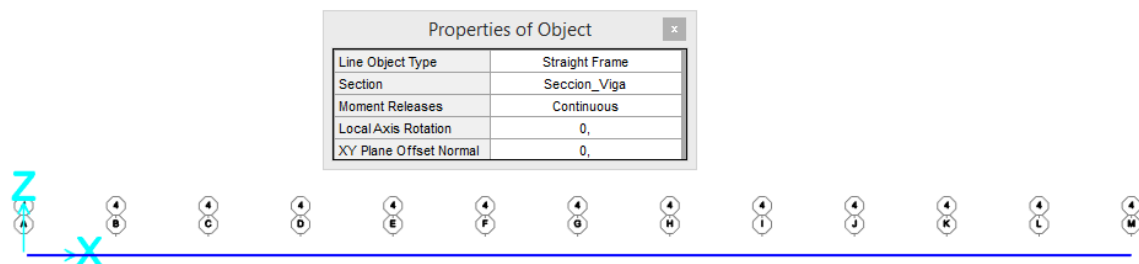 Properties of Object x
Line Object Type Straight Frame
Section Seccion_Viga
Moment Releases Continuous
Local Axis Rotation 0,
XY Plane Offset Normal 0,
Z 4 4 4 4 4 4 4 4 4 4 4 4
A B C D E F G H I J K L M
X